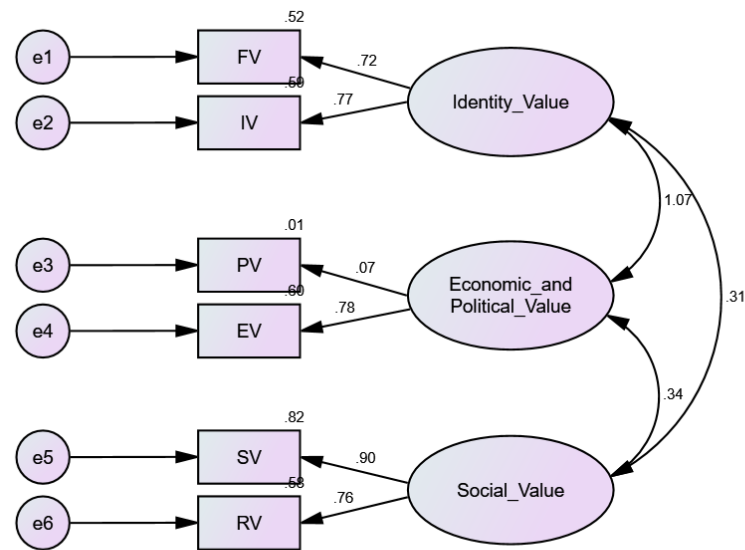 .52
e1
FV
.72
.59
e2
IV
.77
Identity_Value
1.07
.01
e3
PV
.07
.60
e4
EV
.78
Economic_and
Political_Value
.31
.34
.82
e5
SV
.90
.58
e6
RV
.76
Social_Value